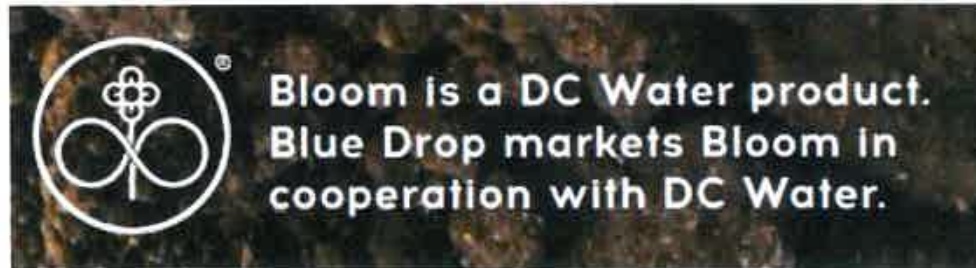 ®
Bloom is a DC Water product.
Blue Drop markets Bloom in
cooperation with DC Water.